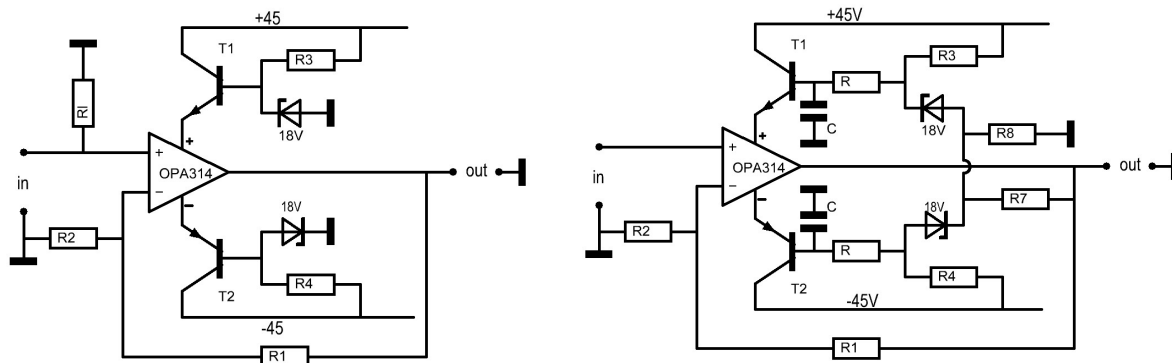 +45
T1
R3
RI
18V
+
+
OPA314
−
−
in
out
R2
18V
R4
T2
-45
R1
+45V
T1
R3
R
C
18V
R8
+
+
OPA314
−
−
in
out
C
18V
R7
R2
R
R4
T2
-45V
R1